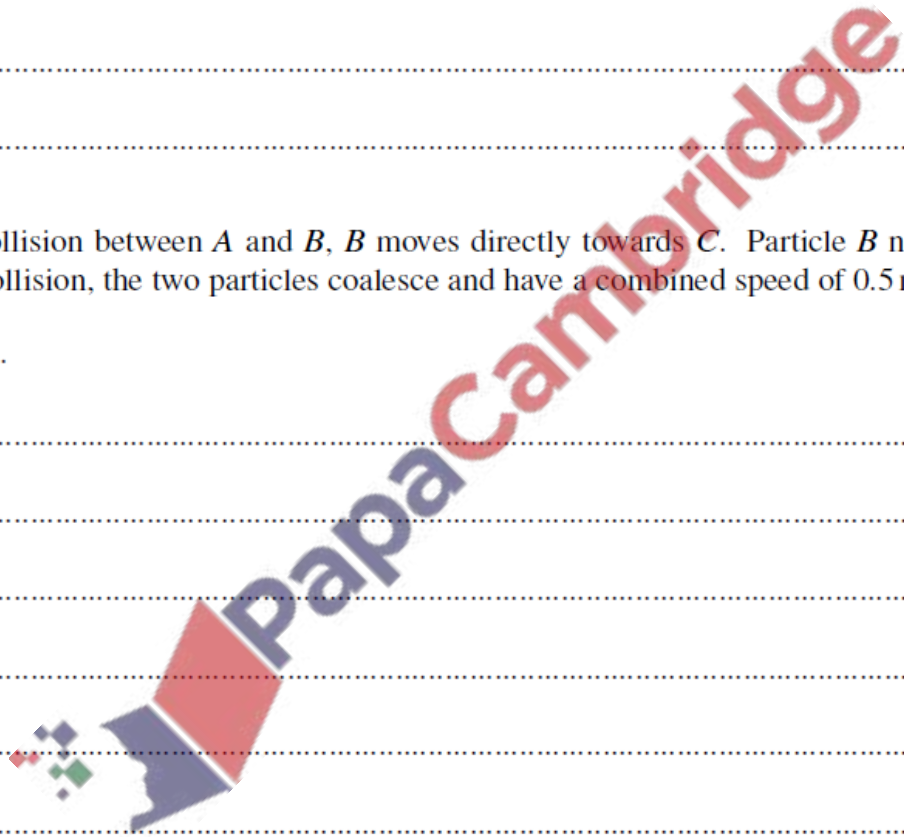 llision between A and B, B moves directly towards C. Particle B
ollision, the two particles coalesce and have a combined speed of 0.5
.
PapaCambridge